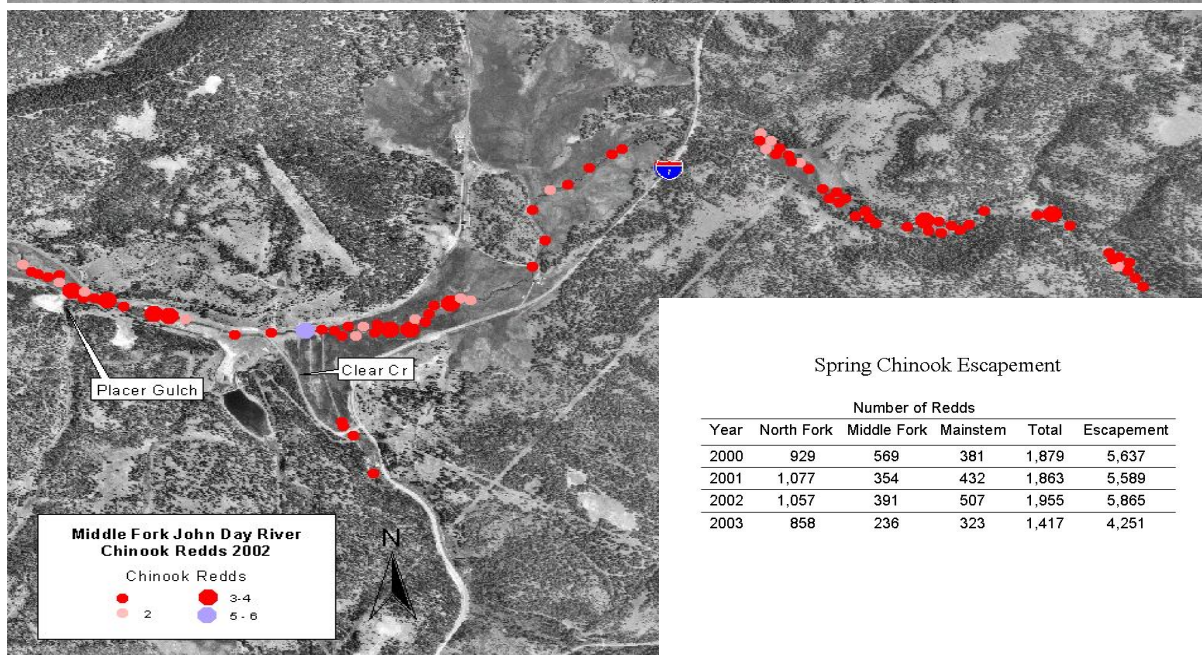 7
Placer Gulch
Clear Cr
Middle Fork John Day River
Chinook Redds 2002
Chinook Redds
3-4
2
5 - 6
N
Spring Chinook Escapement
Number of Redds
Year North Fork Middle Fork Mainstem Total Escapement
2000 929 569 381 1,879 5,637
2001 1,077 354 432 1,863 5,589
2002 1,057 391 507 1,955 5,865
2003 858 236 323 1,417 4,251